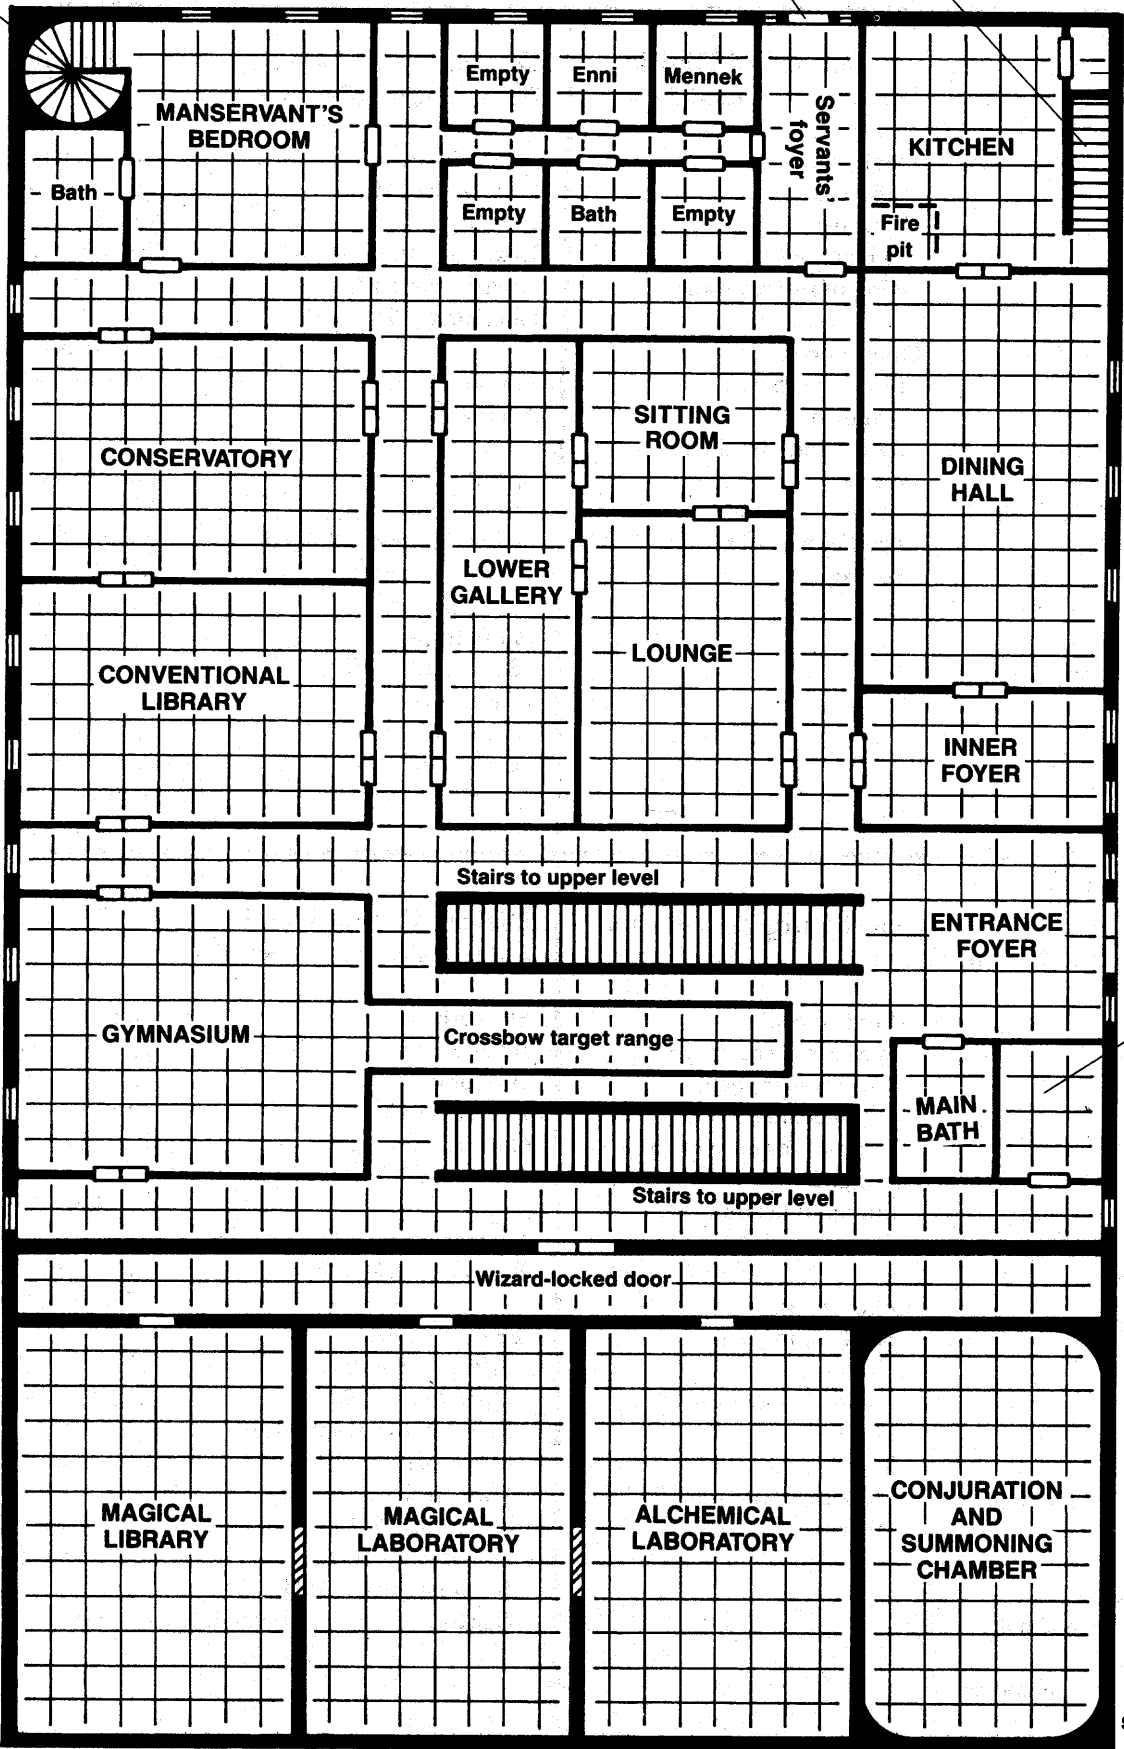 Empty
Enni
Mennek
MANSERVANT'S
BEDROOM
Servants'
foyer
KITCHEN
Bath
Empty
Bath
Empty
Fire
pit
SITTING
ROOM
CONSERVATORY
DINING
HALL
LOWER
GALLERY
LOUNGE
CONVENTIONAL
LIBRARY
INNER
FOYER
Stairs to upper level
ENTRANCE
FOYER
GYMNASIUM
Crossbow target range
MAIN
BATH
Stairs to upper level
Wizard-locked door
MAGICAL
LIBRARY
MAGICAL
LABORATORY
ALCHEMICAL
LABORATORY
CONJURATION
AND
SUMMONING
CHAMBER